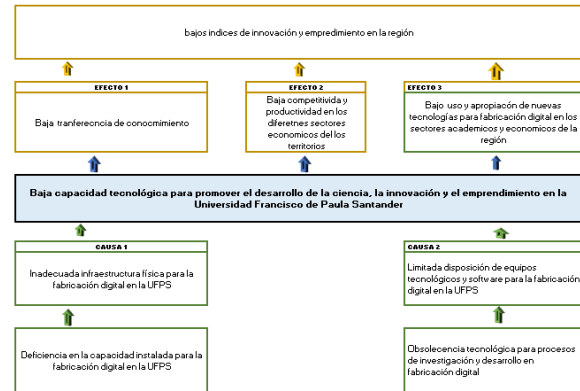 bajos indices de innovación y empredimiento en la región
EFECTO 1
Baja tranfereoncia de conocmimiento
EFECTO 2
Baja competitivida y
productividad en los
diferetnes sectores
economicos del los
territorios
EFECTO 3
Bajo uso y apropiacón de nuevas
tecnologías para fabricación digital en los
sectores academicos y economicos de la
región
Baja capacidad tecnológica para promover el desarrollo de la ciencia, la innovación y el emprendimiento en la
Universidad Francisco de Paula Santander
CAUSA 1
Inadecuada infraestructura física para la
fabricación digital en la UFPS
CAUSA 2
Limitada disposición de equipos
tecnológicos y software para la fabricación
digital en la UFPS
Deficiencia en la capacidad instalada para la
fabricación digital en la UFPS
Obsolecencia tecnológica para procesos
de investigación y desarrollo en
fabricación digital